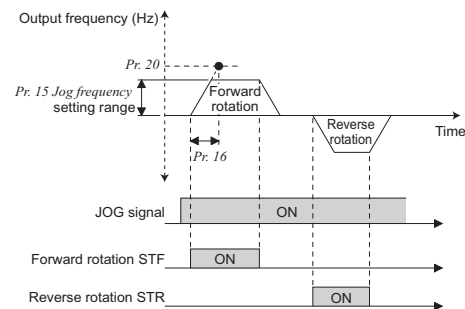 Output frequency (Hz)
Pr. 20
Pr. 15 Jog frequency
setting range
Forward
rotation
Reverse
rotation
Time
Pr. 16
JOG signal
ON
Forward rotation STF
ON
Reverse rotation STR
ON